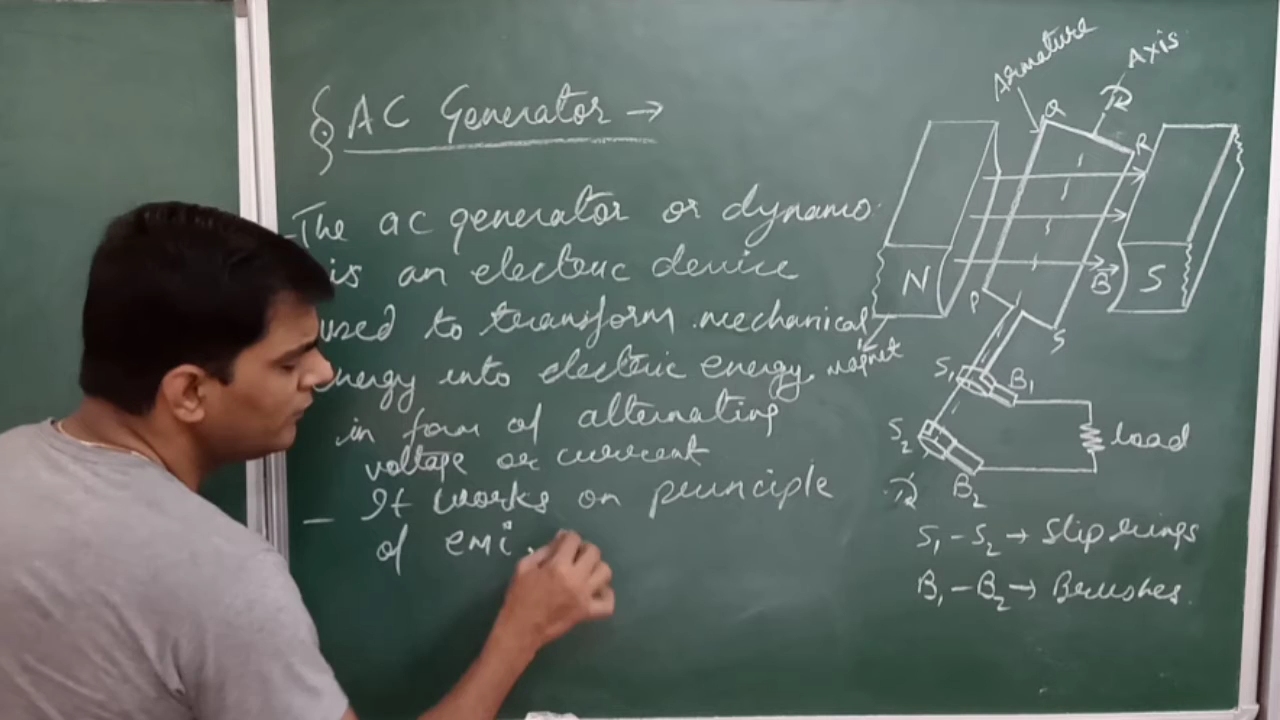 § AC Generator →
- The ac generator or dynamo
is an electric device
used to transform mechanical
energy into electric energy
in form of alternating
voltage or current
- It works on principle
of emi.
Armature
Axis
Q
R
N
B
S
P
S
magnet
S₁
B₁
S₂
Load
B₂
S₁ - S₂ → Slip rings
B₁ - B₂ → Brushes.